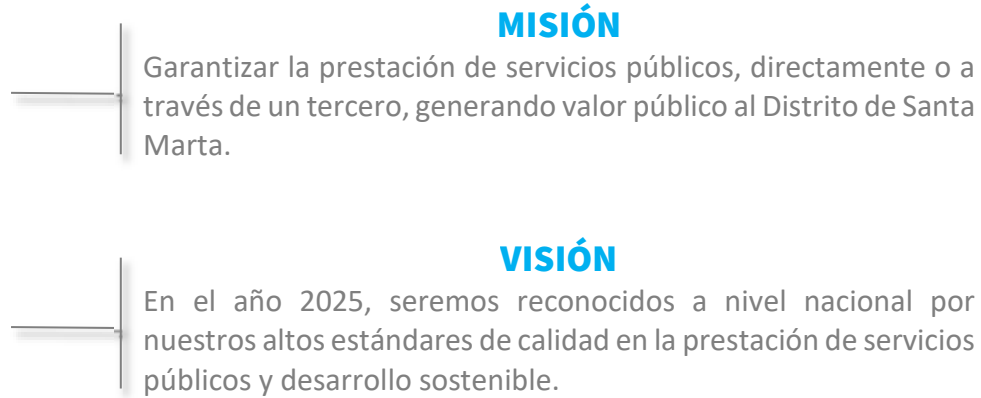 MISIÓN
Garantizar la prestación de servicios públicos, directamente o a
través de un tercero, generando valor público al Distrito de Santa
Marta.
VISIÓN
En el año 2025, seremos reconocidos a nivel nacional por
nuestros altos estándares de calidad en la prestación de servicios
públicos y desarrollo sostenible.